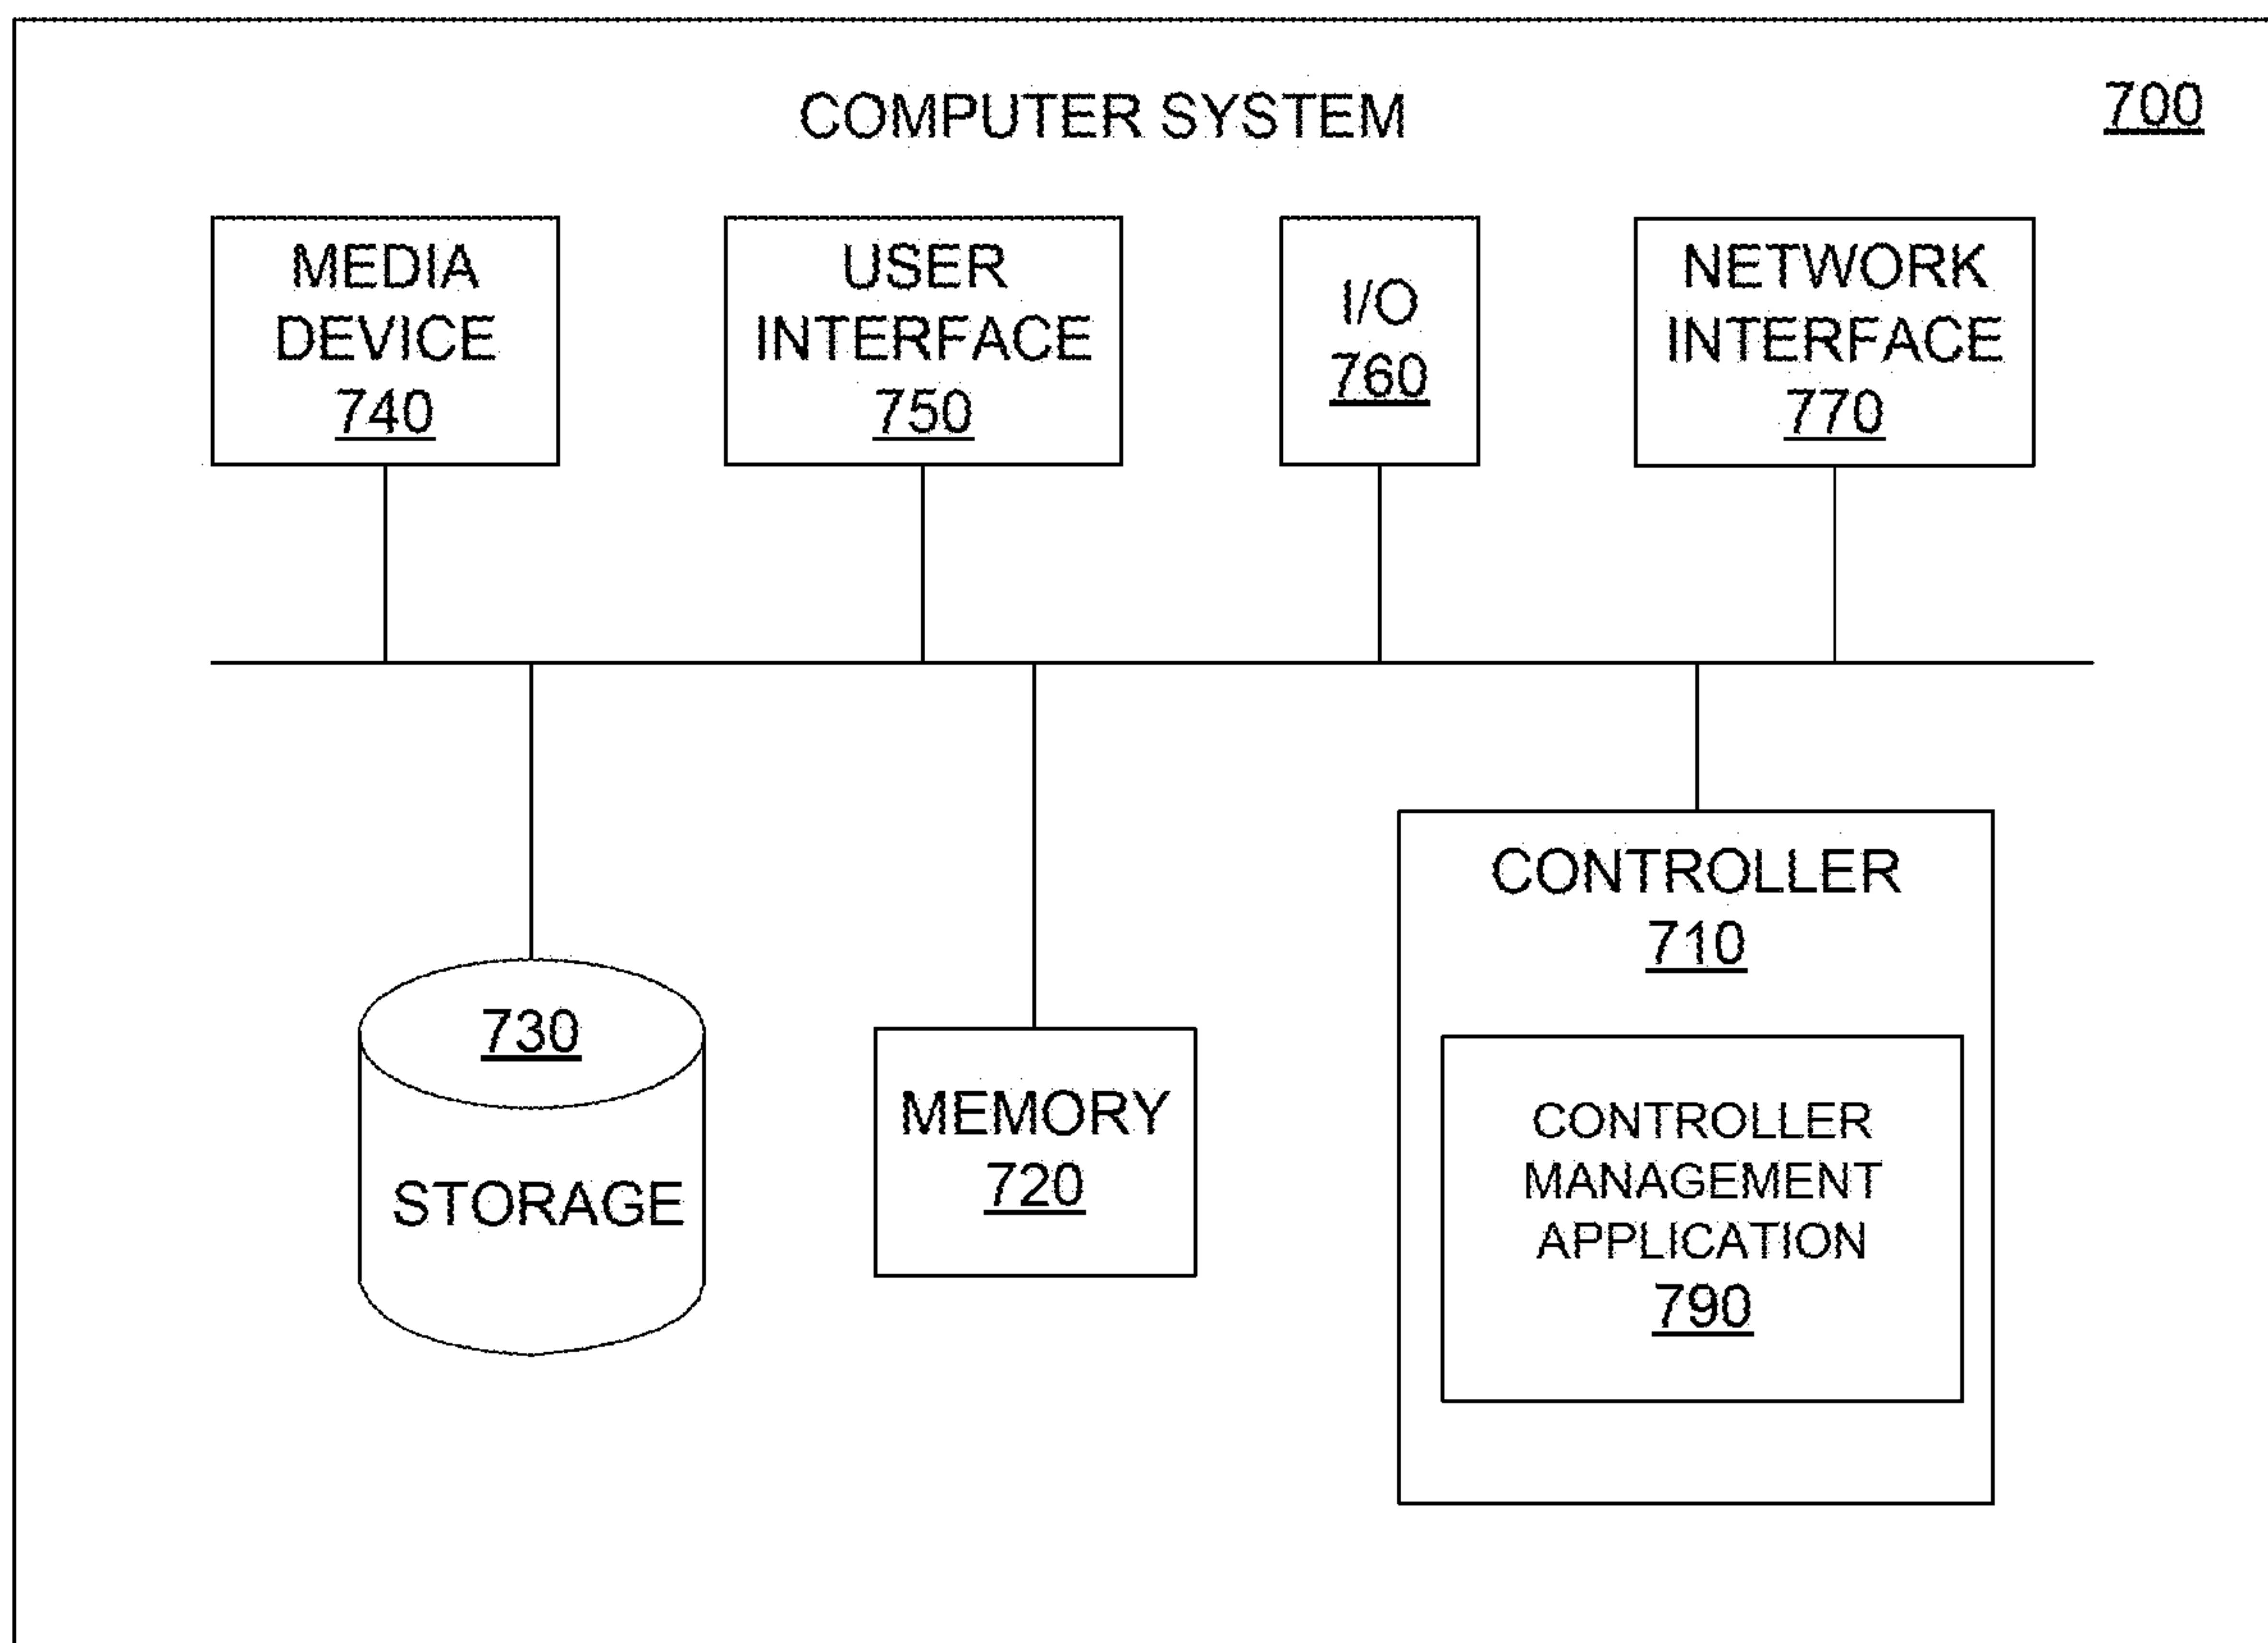 COMPUTER SYSTEM
700
MEDIA
DEVICE
740
USER
INTERFACE
750
I/O
760
NETWORK
INTERFACE
770
730
STORAGE
MEMORY
720
CONTROLLER
710
CONTROLLER
MANAGEMENT
APPLICATION
790